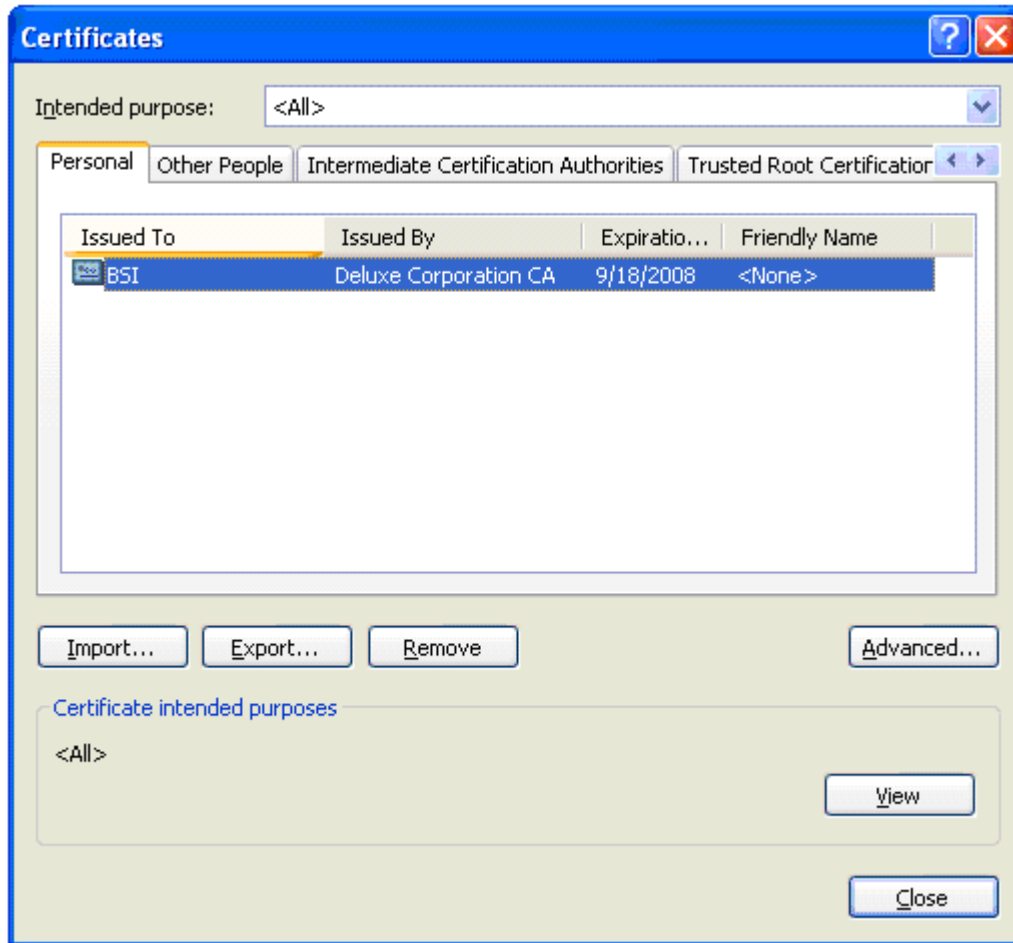 Certificates
Intended purpose: <All>
Personal Other People Intermediate Certification Authorities Trusted Root Certification
Issued To Issued By Expiratio... Friendly Name
BSI Deluxe Corporation CA 9/18/2008 <None>
Import... Export... Remove Advanced...
Certificate intended purposes
<All>
View
Close